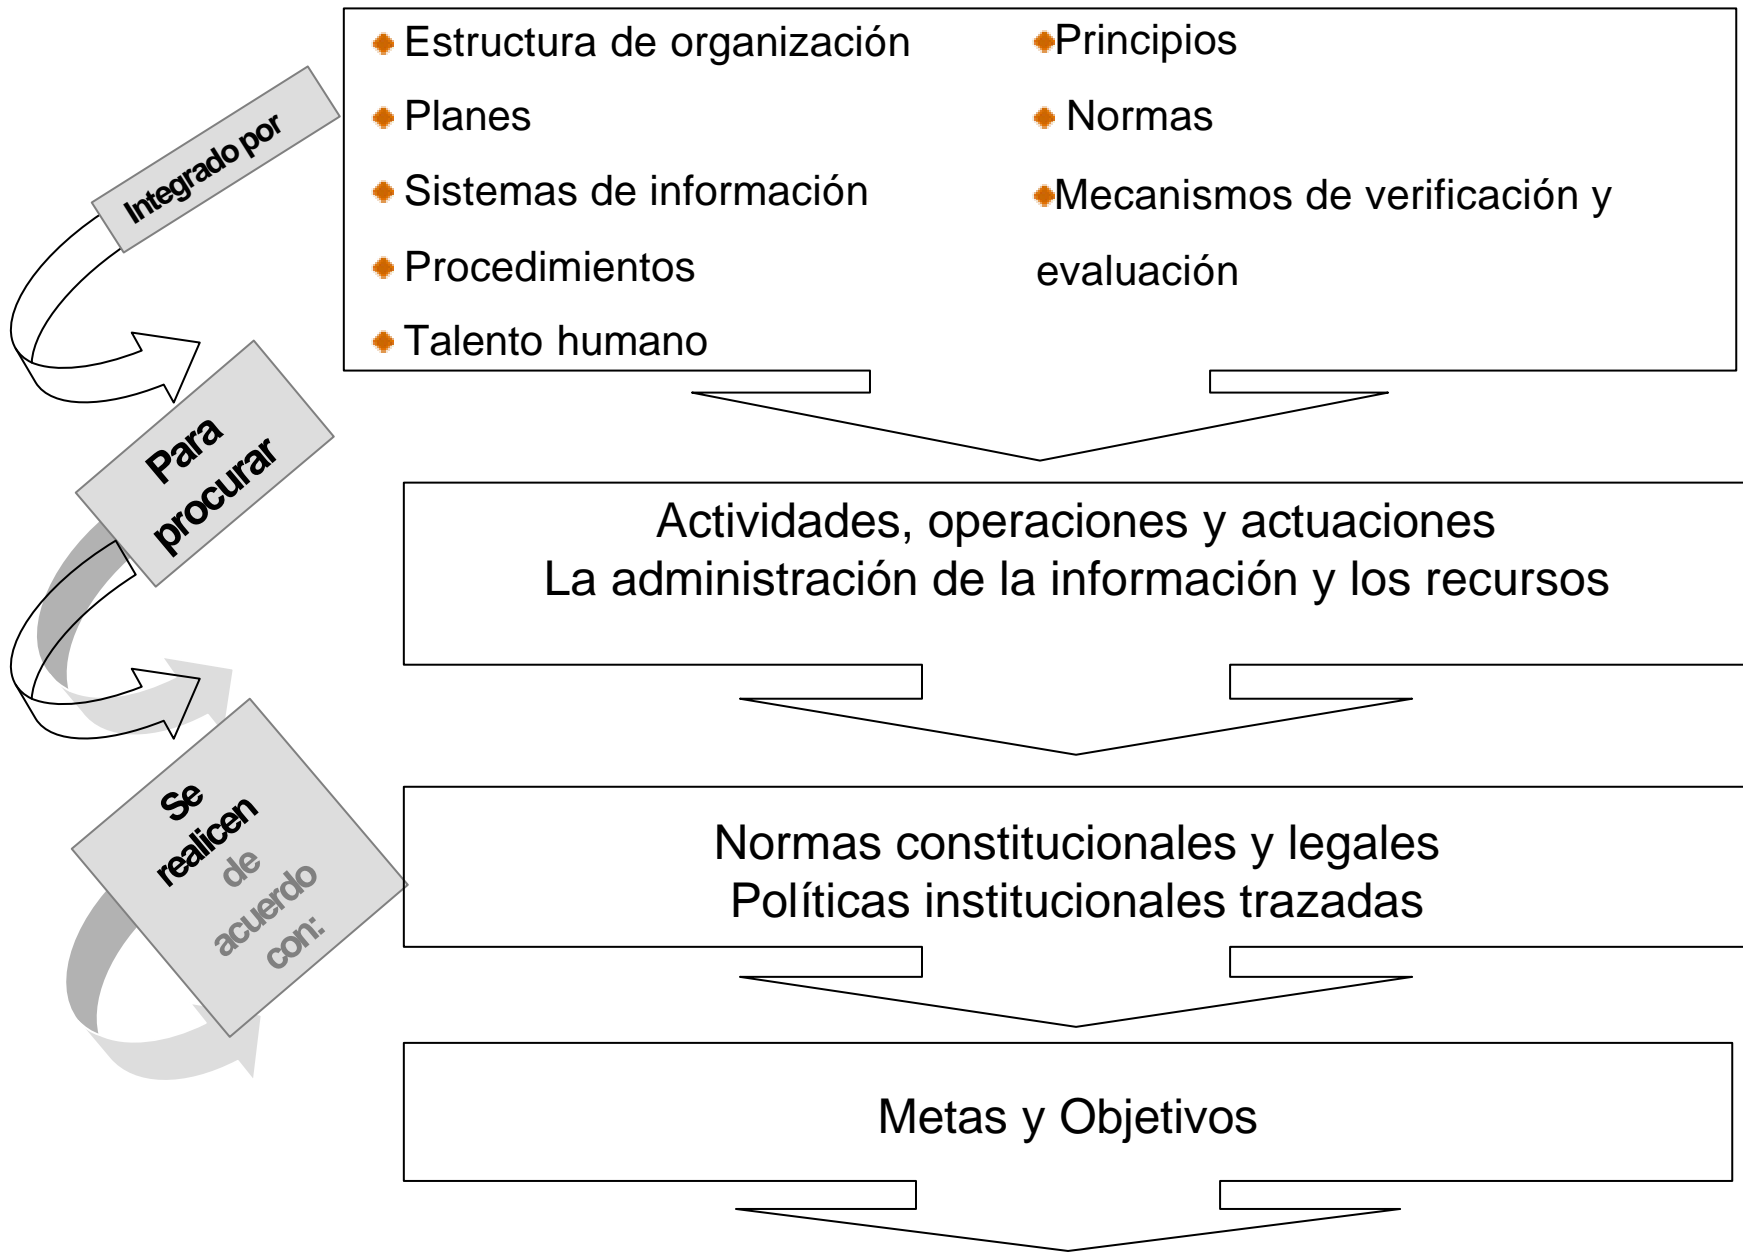 Integrado por
Estructura de organización
Planes
Sistemas de información
Procedimientos
Talento humano
Principios
Normas
Mecanismos de verificación y
evaluación
Para
procurar
Actividades, operaciones y actuaciones
La administración de la información y los recursos
Se
realicen
de
acuerdo
con:
Normas constitucionales y legales
Políticas institucionales trazadas
Metas y Objetivos